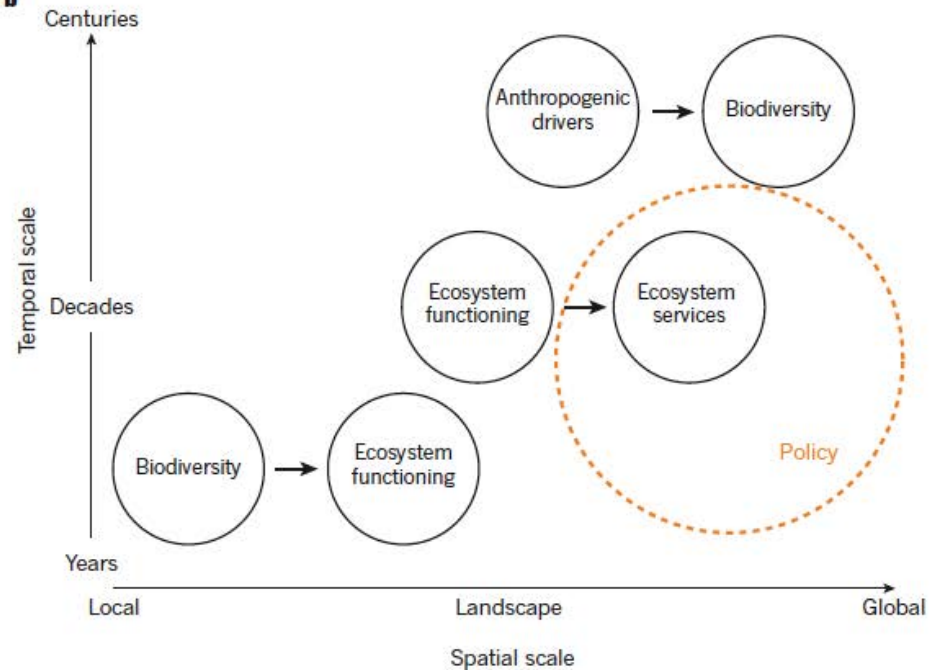 b
Centuries
Anthropogenic
drivers
Biodiversity
Temporal scale
Decades
Ecosystem
functioning
Ecosystem
services
Biodiversity
Ecosystem
functioning
Policy
Years
Local
Landscape
Global
Spatial scale